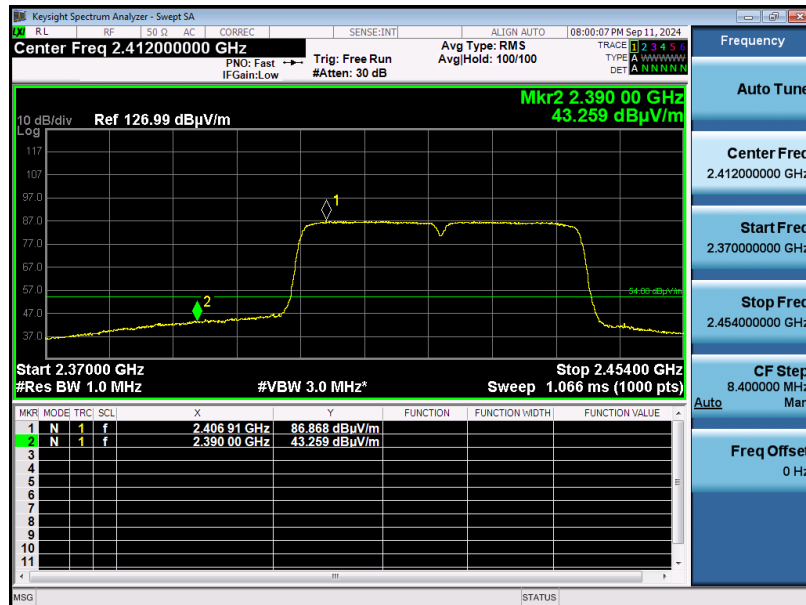 Keysight Spectrum Analyzer - Swept SA
LXI RL RF 50 Ω AC CORREC SENSE:INT ALIGN AUTO 08:00:07 PM Sep 11, 2024
Center Freq 2.412000000 GHz
PNO: Fast
IFGain:Low
Trig: Free Run
#Atten: 30 dB
Avg Type: RMS
Avg|Hold: 100/100
TRACE 1 2 3 4 5 6
TYPE A WWWWW
DET A N N N N N
Mkr2 2.390 00 GHz
43.259 dBµV/m
10 dB/div
Log
Ref 126.99 dBµV/m
117
107
97.0
87.0
77.0
67.0
57.0
47.0
37.0
1
2
54.00 dBµV/m
Start 2.37000 GHz Stop 2.45400 GHz
#Res BW 1.0 MHz #VBW 3.0 MHz* Sweep 1.066 ms (1000 pts)
MKR MODE TRC SCL X Y FUNCTION FUNCTION WIDTH FUNCTION VALUE
1 N 1 f 2.406 91 GHz 86.868 dBµV/m
2 N 1 f 2.390 00 GHz 43.259 dBµV/m
3
4
5
6
7
8
9
10
11
MSG STATUS
Frequency
Auto Tune
Center Freq
2.412000000 GHz
Start Freq
2.370000000 GHz
Stop Freq
2.454000000 GHz
CF Step
8.400000 MHz
Auto Man
Freq Offset
0 Hz